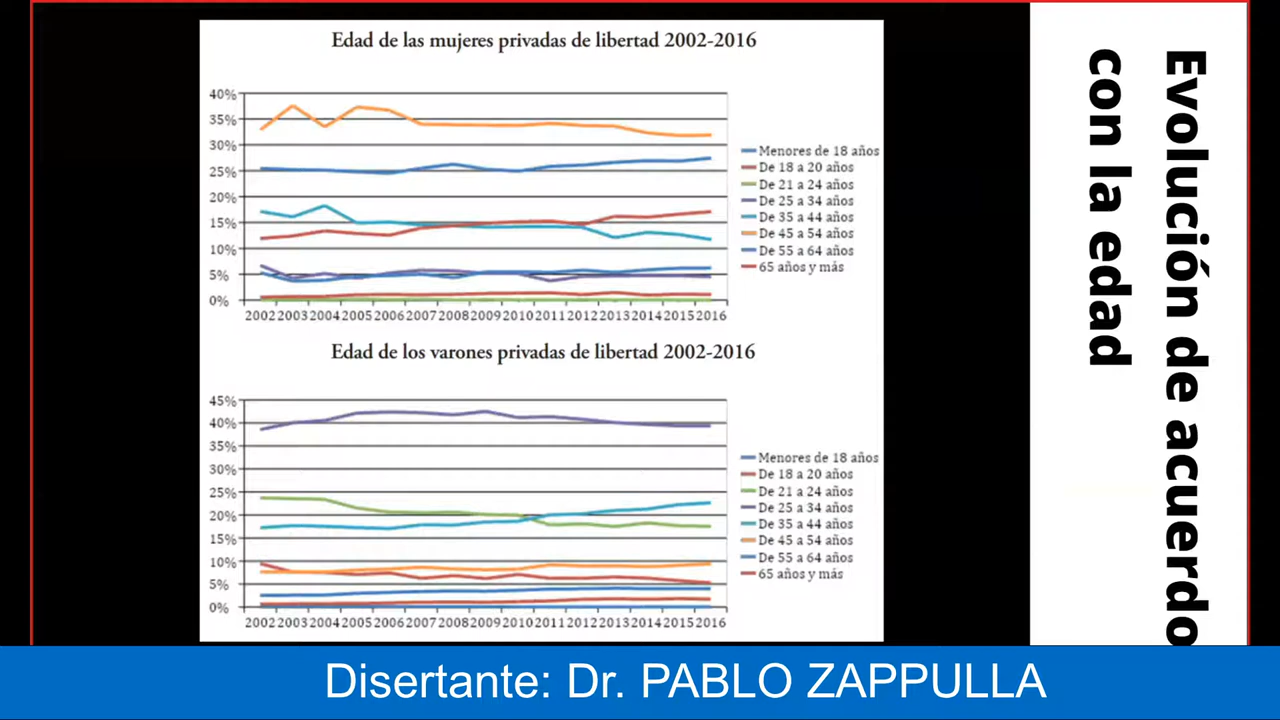 Edad de las mujeres privadas de libertad 2002-2016
40%
35%
30%
25%
20%
15%
10%
5%
0%
2002 2003 2004 2005 2006 2007 2008 2009 2010 2011 2012 2013 2014 2015 2016
Menores de 18 años
De 18 a 20 años
De 21 a 24 años
De 25 a 34 años
De 35 a 44 años
De 45 a 54 años
De 55 a 64 años
65 años y más
Edad de los varones privadas de libertad 2002-2016
45%
40%
35%
30%
25%
20%
15%
10%
5%
0%
2002 2003 2004 2005 2006 2007 2008 2009 2010 2011 2012 2013 2014 2015 2016
Menores de 18 años
De 18 a 20 años
De 21 a 24 años
De 25 a 34 años
De 35 a 44 años
De 45 a 54 años
De 55 a 64 años
65 años y más
Evolución de acuerdo
con la edad
Disertante: Dr. PABLO ZAPPULLA